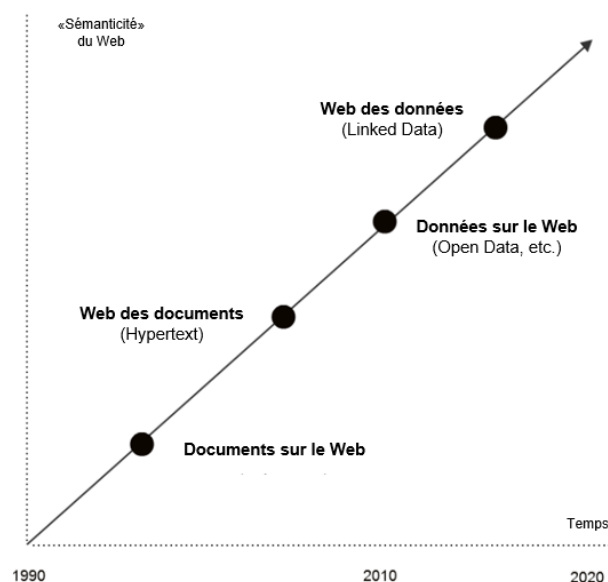 «Sémanticité»
du Web
Web des données
(Linked Data)
Données sur le Web
(Open Data, etc.)
Web des documents
(Hypertext)
Documents sur le Web
Temps
1990
2010
2020